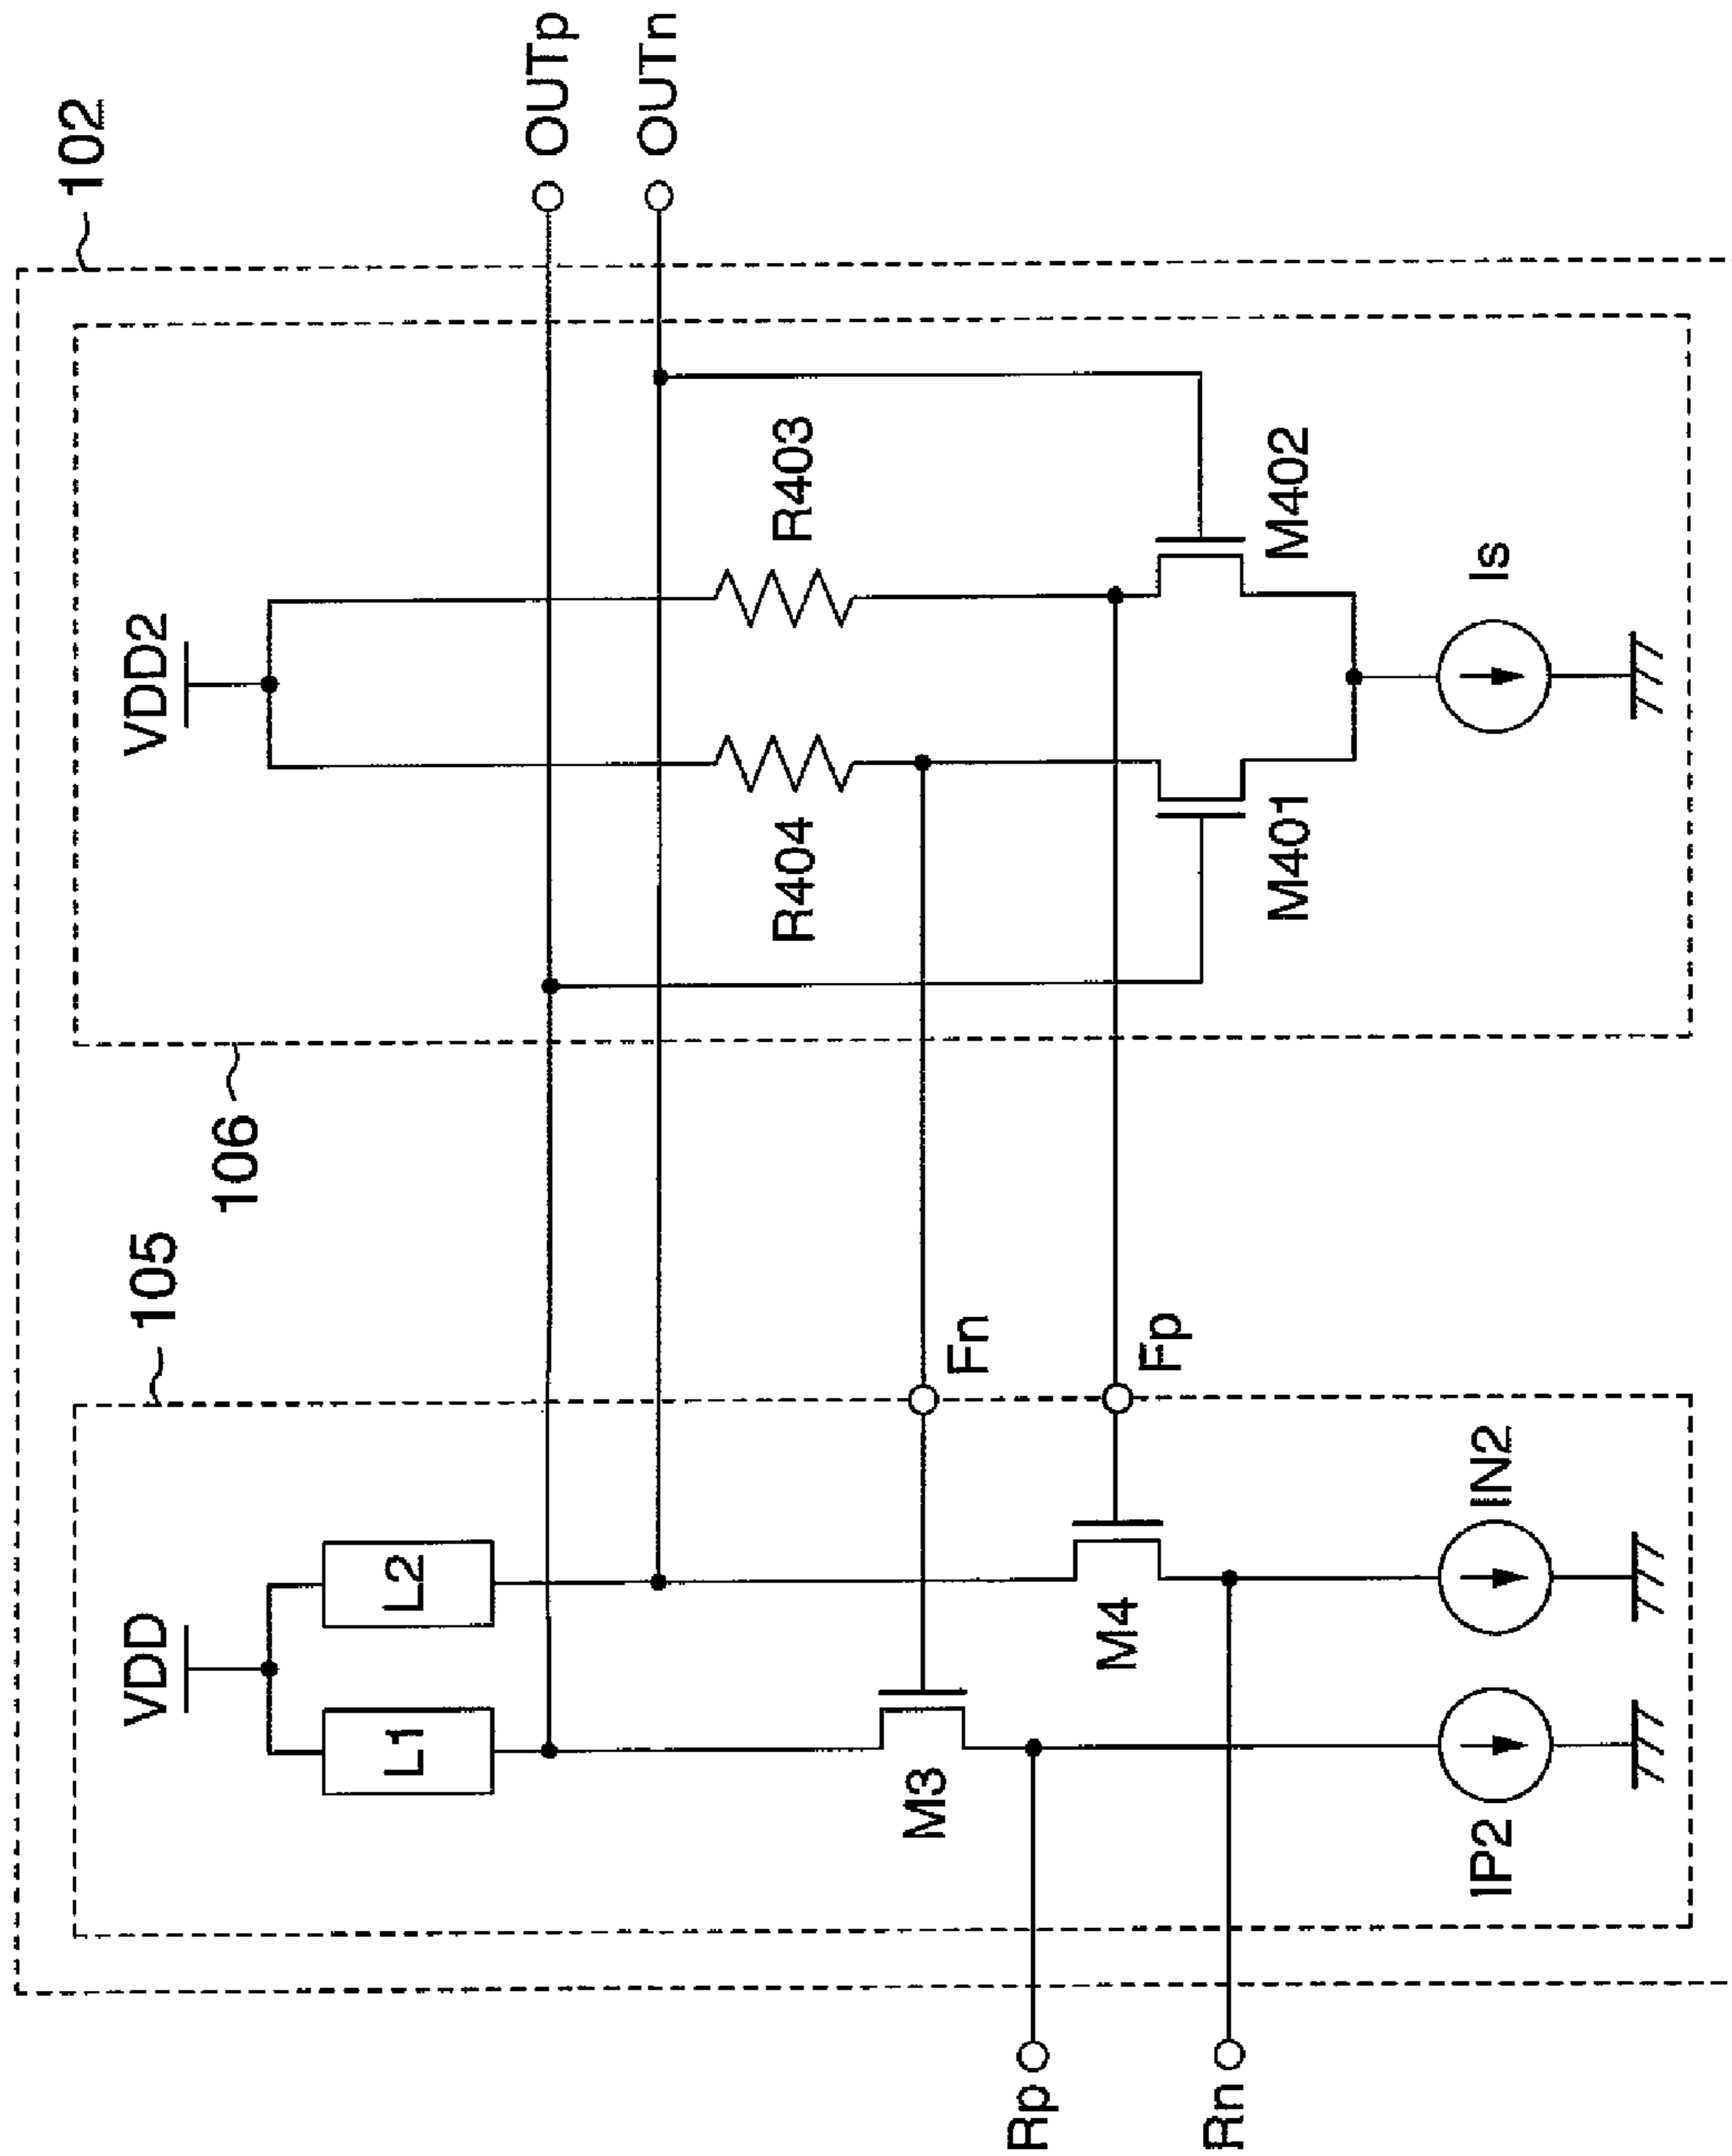 102
105
106
VDD
VDD2
L1
L2
OUTp
OUTn
R404
R403
Fn
M3
Rp
Fp
M4
Rn
M401
M402
IP2
IN2
Is